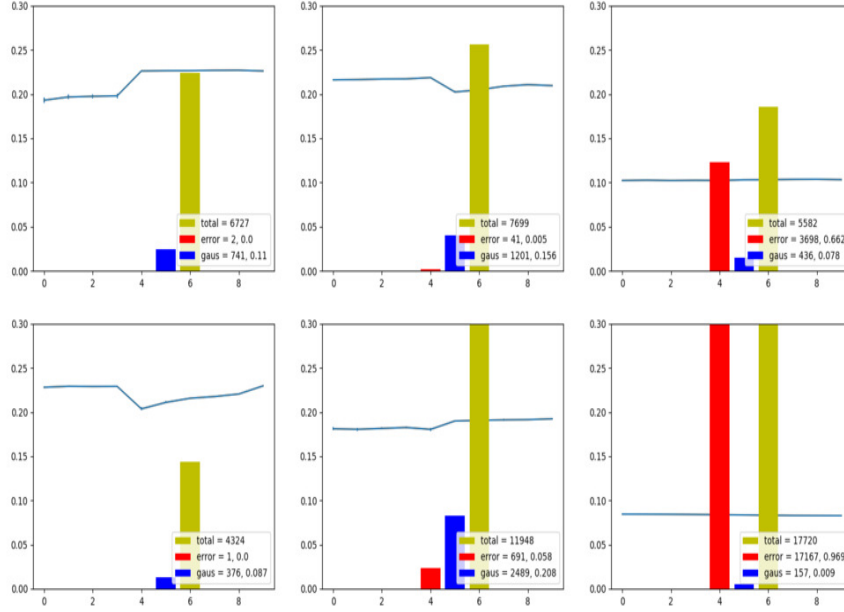 0.30
0.25
0.20
0.15
0.10
0.05
0.00
0 2 4 6 8
total = 6727
error = 2, 0.0
gaus = 741, 0.11
0.30
0.25
0.20
0.15
0.10
0.05
0.00
0 2 4 6 8
total = 7699
error = 41, 0.005
gaus = 1201, 0.156
0.30
0.25
0.20
0.15
0.10
0.05
0.00
0 2 4 6 8
total = 5582
error = 3698, 0.662
gaus = 436, 0.078
0.30
0.25
0.20
0.15
0.10
0.05
0.00
0 2 4 6 8
total = 4324
error = 1, 0.0
gaus = 376, 0.087
0.30
0.25
0.20
0.15
0.10
0.05
0.00
0 2 4 6 8
total = 11948
error = 691, 0.058
gaus = 2489, 0.208
0.30
0.25
0.20
0.15
0.10
0.05
0.00
0 2 4 6 8
total = 17720
error = 17167, 0.969
gaus = 157, 0.009